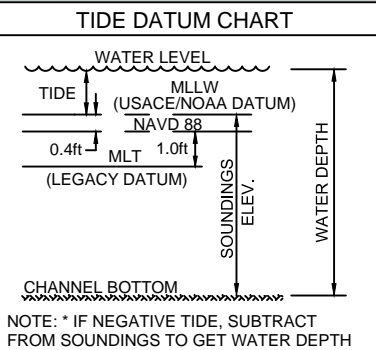 TIDE DATUM CHART
WATER LEVEL
TIDE
MLLW
(USACE/NOAA DATUM)
NAVD 88
0.4ft
MLT
1.0ft
(LEGACY DATUM)
SOUNDINGS
ELEV.
WATER DEPTH
CHANNEL BOTTOM
NOTE: * IF NEGATIVE TIDE, SUBTRACT
FROM SOUNDINGS TO GET WATER DEPTH